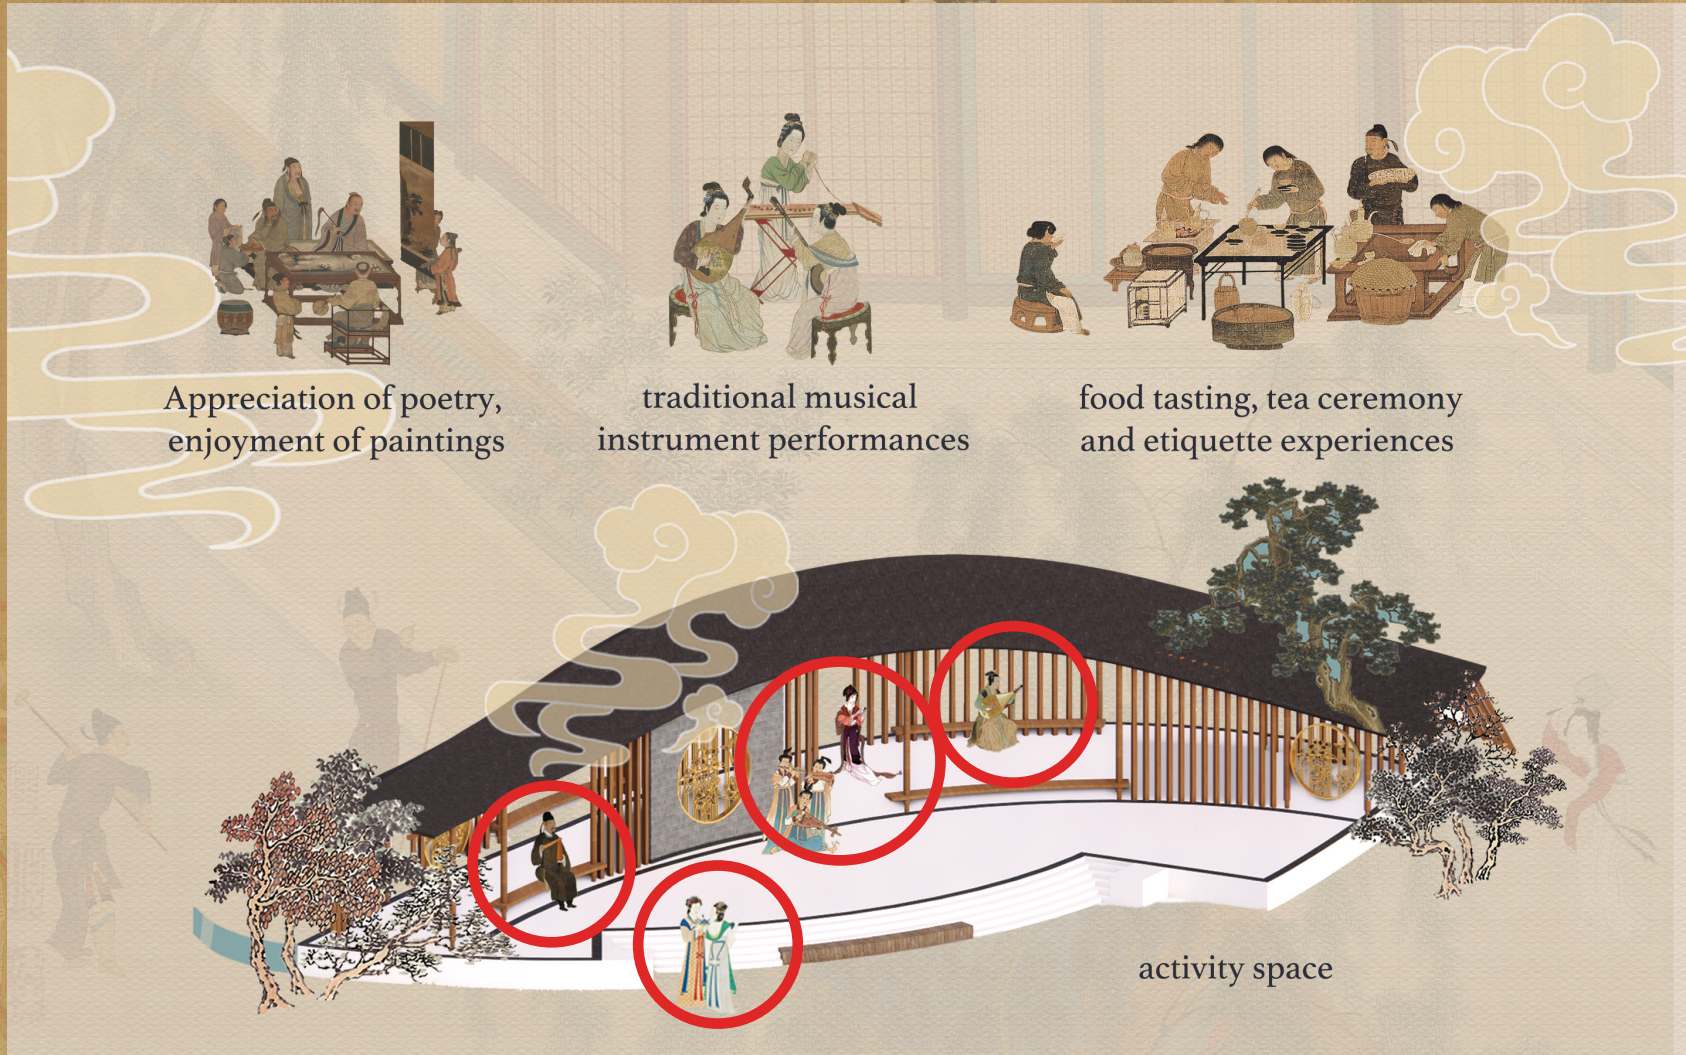 Appreciation of poetry,
enjoyment of paintings
traditional musical
instrument performances
food tasting, tea ceremony
and etiquette experiences
activity space